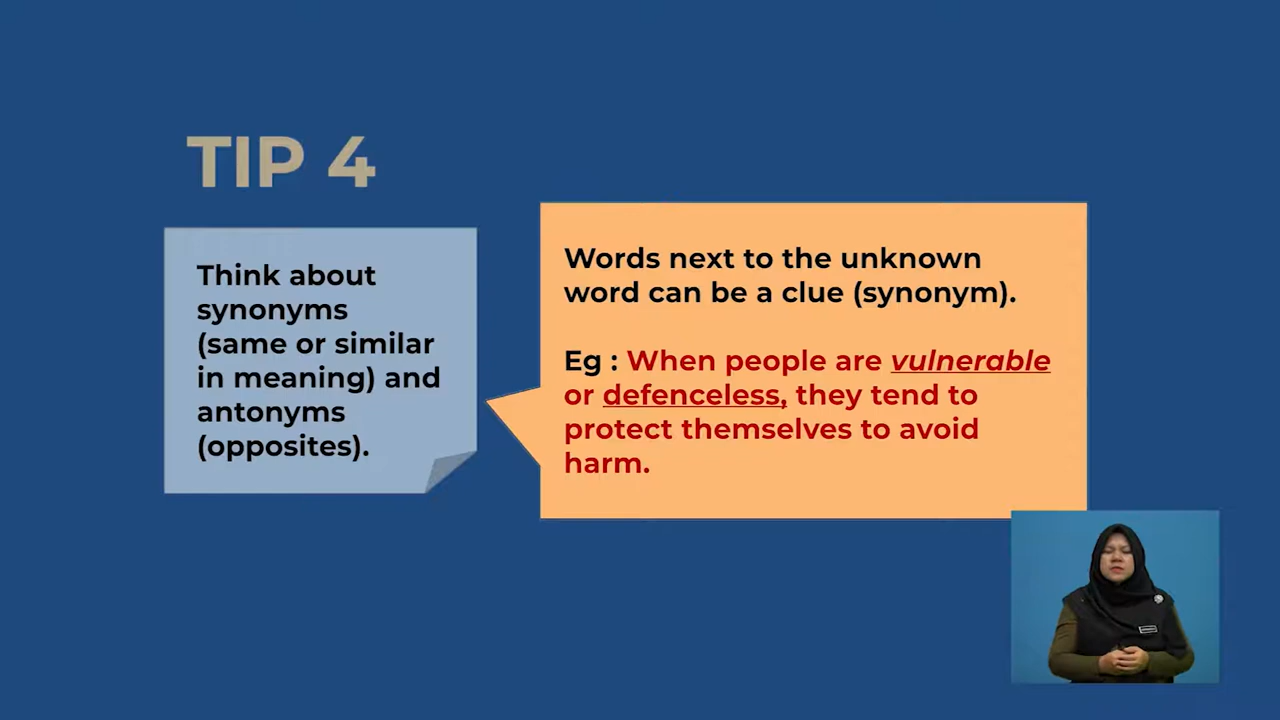 TIP 4
Think about
synonyms
(same or similar
in meaning) and
antonyms
(opposites).
Words next to the unknown
word can be a clue (synonym).
Eg : When people are vulnerable
or defenceless, they tend to
protect themselves to avoid
harm.